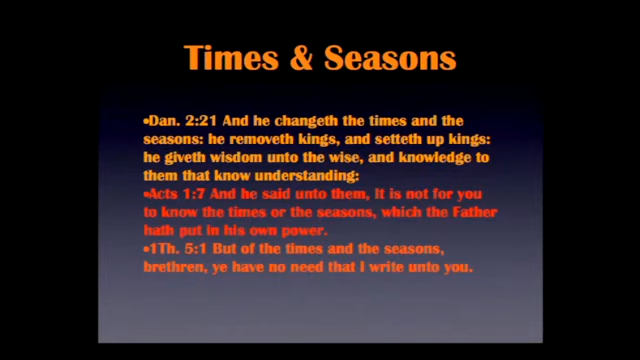 Times & Seasons
•Dan. 2:21 And he changeth the times and the
seasons: he removeth kings, and setteth up kings:
he giveth wisdom unto the wise, and knowledge to
them that know understanding:
•Acts 1:7 And he said unto them, It is not for you
to know the times or the seasons, which the Father
hath put in his own power.
•1Th. 5:1 But of the times and the seasons,
brethren, ye have no need that I write unto you.